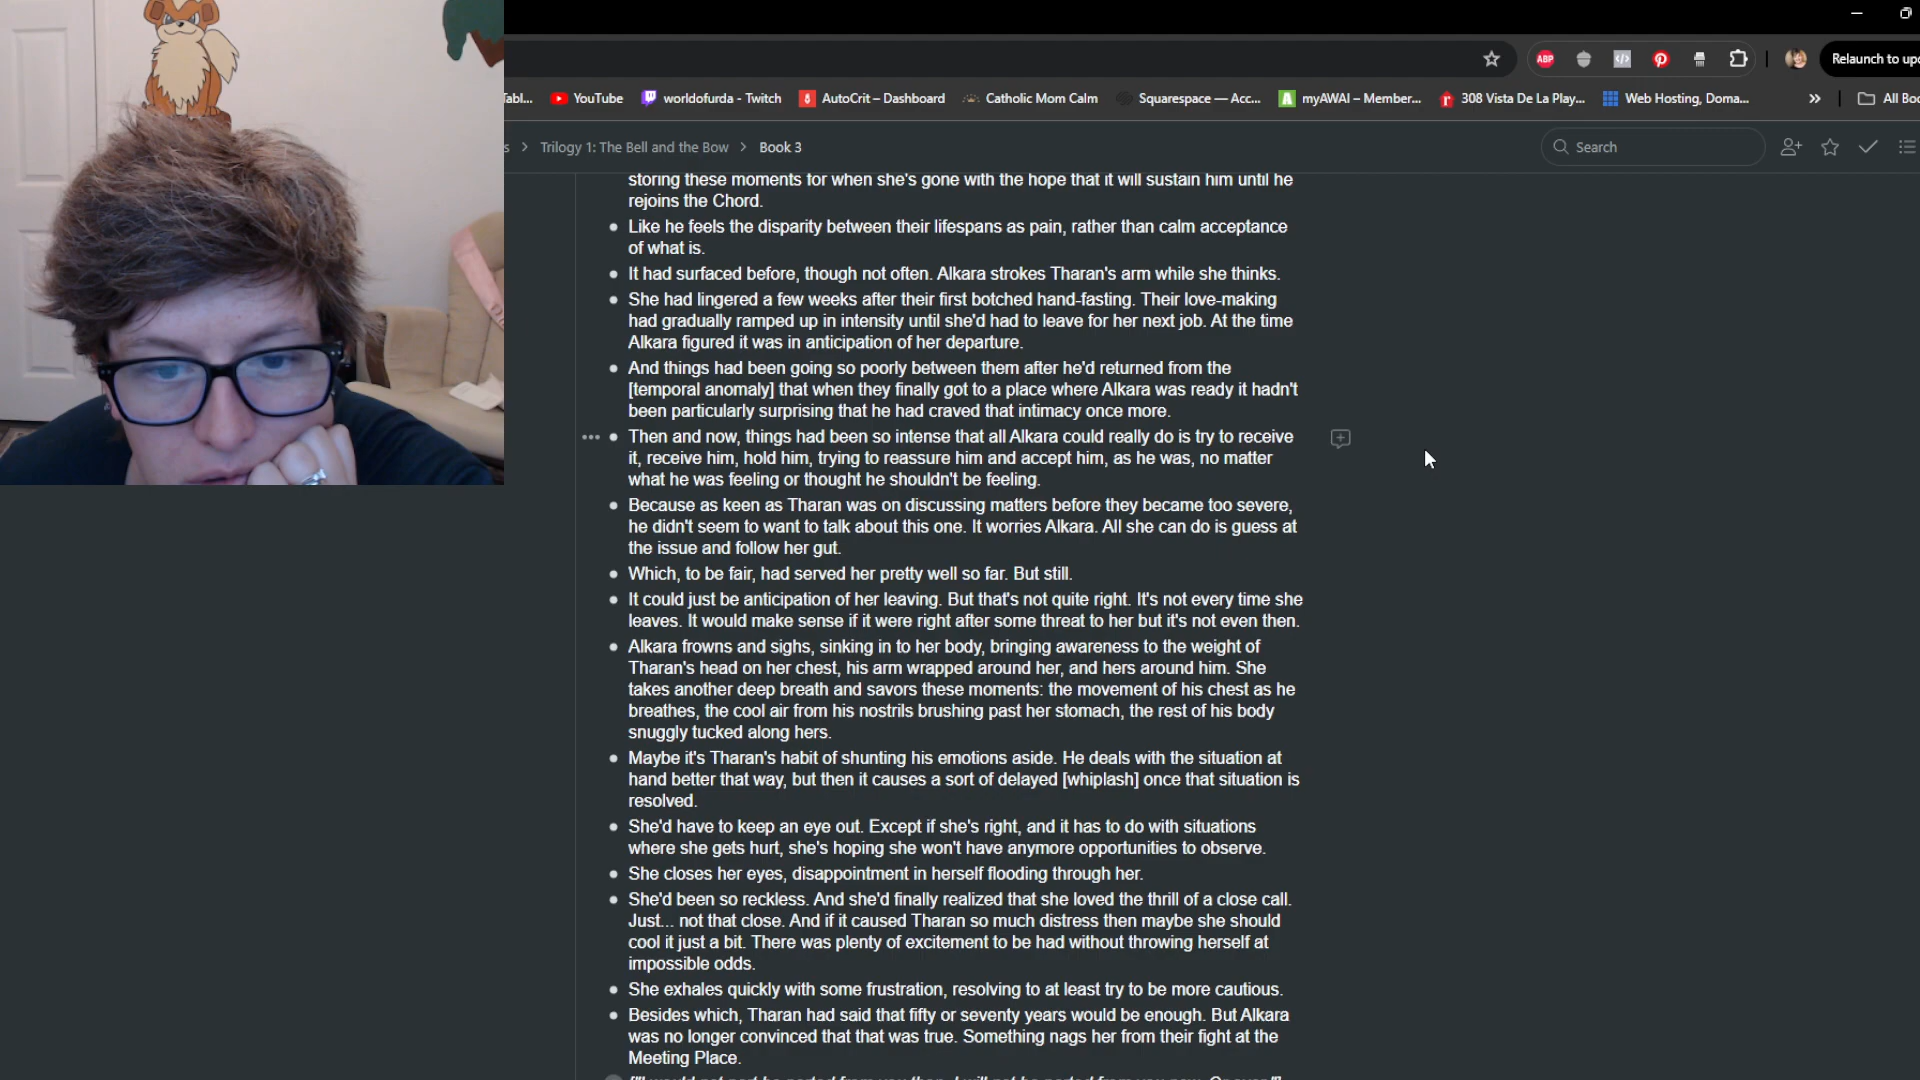 ABP
Relaunch to upd
Tabl...
YouTube
worldofurda - Twitch
AutoCrit – Dashboard
Catholic Mom Calm
Squarespace — Acc...
myAWAI – Member...
308 Vista De La Play...
Web Hosting, Doma...
»
All Boo
s > Trilogy 1: The Bell and the Bow > Book 3
Search
storing these moments for when she's gone with the hope that it will sustain him until he
rejoins the Chord.
Like he feels the disparity between their lifespans as pain, rather than calm acceptance
of what is.
It had surfaced before, though not often. Alkara strokes Tharan's arm while she thinks.
She had lingered a few weeks after their first botched hand-fasting. Their love-making
had gradually ramped up in intensity until she'd had to leave for her next job. At the time
Alkara figured it was in anticipation of her departure.
And things had been going so poorly between them after he'd returned from the
[temporal anomaly] that when they finally got to a place where Alkara was ready it hadn't
been particularly surprising that he had craved that intimacy once more.
Then and now, things had been so intense that all Alkara could really do is try to receive
it, receive him, hold him, trying to reassure him and accept him, as he was, no matter
what he was feeling or thought he shouldn't be feeling.
Because as keen as Tharan was on discussing matters before they became too severe,
he didn't seem to want to talk about this one. It worries Alkara. All she can do is guess at
the issue and follow her gut.
Which, to be fair, had served her pretty well so far. But still.
It could just be anticipation of her leaving. But that's not quite right. It's not every time she
leaves. It would make sense if it were right after some threat to her but it's not even then.
Alkara frowns and sighs, sinking in to her body, bringing awareness to the weight of
Tharan's head on her chest, his arm wrapped around her, and hers around him. She
takes another deep breath and savors these moments: the movement of his chest as he
breathes, the cool air from his nostrils brushing past her stomach, the rest of his body
snuggly tucked along hers.
Maybe it's Tharan's habit of shunting his emotions aside. He deals with the situation at
hand better that way, but then it causes a sort of delayed [whiplash] once that situation is
resolved.
She'd have to keep an eye out. Except if she's right, and it has to do with situations
where she gets hurt, she's hoping she won't have anymore opportunities to observe.
She closes her eyes, disappointment in herself flooding through her.
She'd been so reckless. And she'd finally realized that she loved the thrill of a close call.
Just... not that close. And if it caused Tharan so much distress then maybe she should
cool it just a bit. There was plenty of excitement to be had without throwing herself at
impossible odds.
She exhales quickly with some frustration, resolving to at least try to be more cautious.
Besides which, Tharan had said that fifty or seventy years would be enough. But Alkara
was no longer convinced that that was true. Something nags her from their fight at the
Meeting Place.